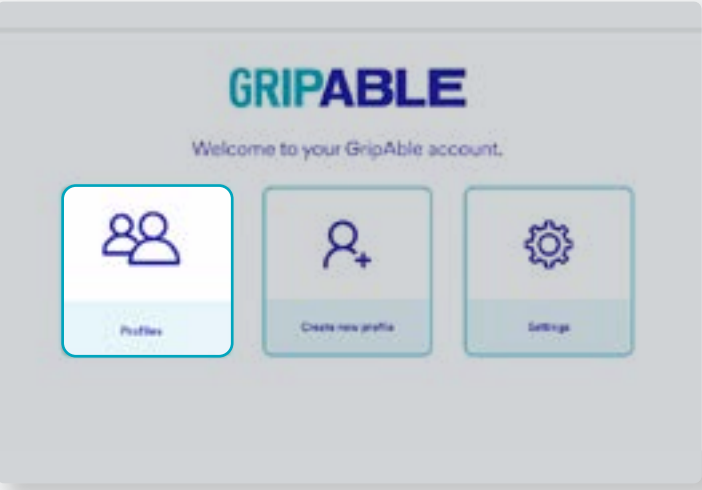 GRIPABLE
Welcome to your GripAble account.
Profiles
Create new profile
Settings